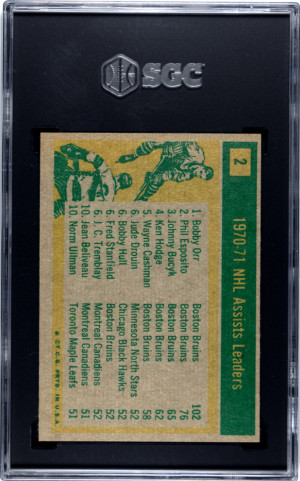 SGC
2
1970-71 NHL Assists Leaders
1. Bobby Orr Boston Bruins 102
2. Phil Esposito Boston Bruins 76
3. Johnny Bucyk Boston Bruins 65
4. Ken Hodge Boston Bruins 62
5. Wayne Cashman Boston Bruins 58
6. Jude Drouin Minnesota North Stars 52
6. Bobby Hull Chicago Black Hawks 52
6. Fred Stanfield Boston Bruins 52
6. J. C. Tremblay Montreal Canadiens 52
10. Jean Beliveau Montreal Canadiens 51
10. Norm Ullman Toronto Maple Leafs 51
© T.C.G. PRTD. IN U.S.A.